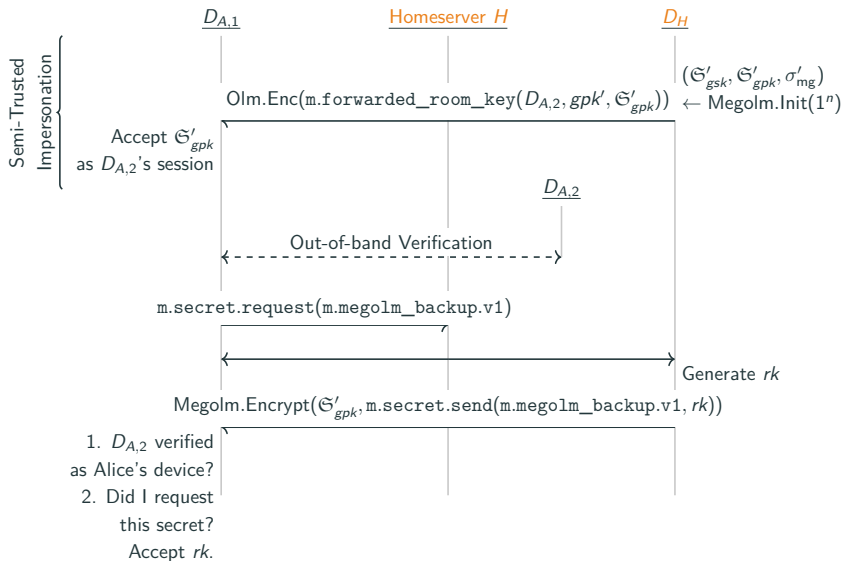 D_{A,1}
Homeserver H
D_H
Semi-Trusted
Impersonation
(𝔖′_{gsk}, 𝔖′_{gpk}, σ′_{mg})
← Megolm.Init(1^n)
Olm.Enc(m.forwarded_room_key(D_{A,2}, gpk′, 𝔖′_{gpk}))
Accept 𝔖′_{gpk}
as D_{A,2}'s session
D_{A,2}
Out-of-band Verification
m.secret.request(m.megolm_backup.v1)
Generate rk
Megolm.Encrypt(𝔖′_{gpk}, m.secret.send(m.megolm_backup.v1, rk))
1. D_{A,2} verified
as Alice's device?
2. Did I request
this secret?
Accept rk.